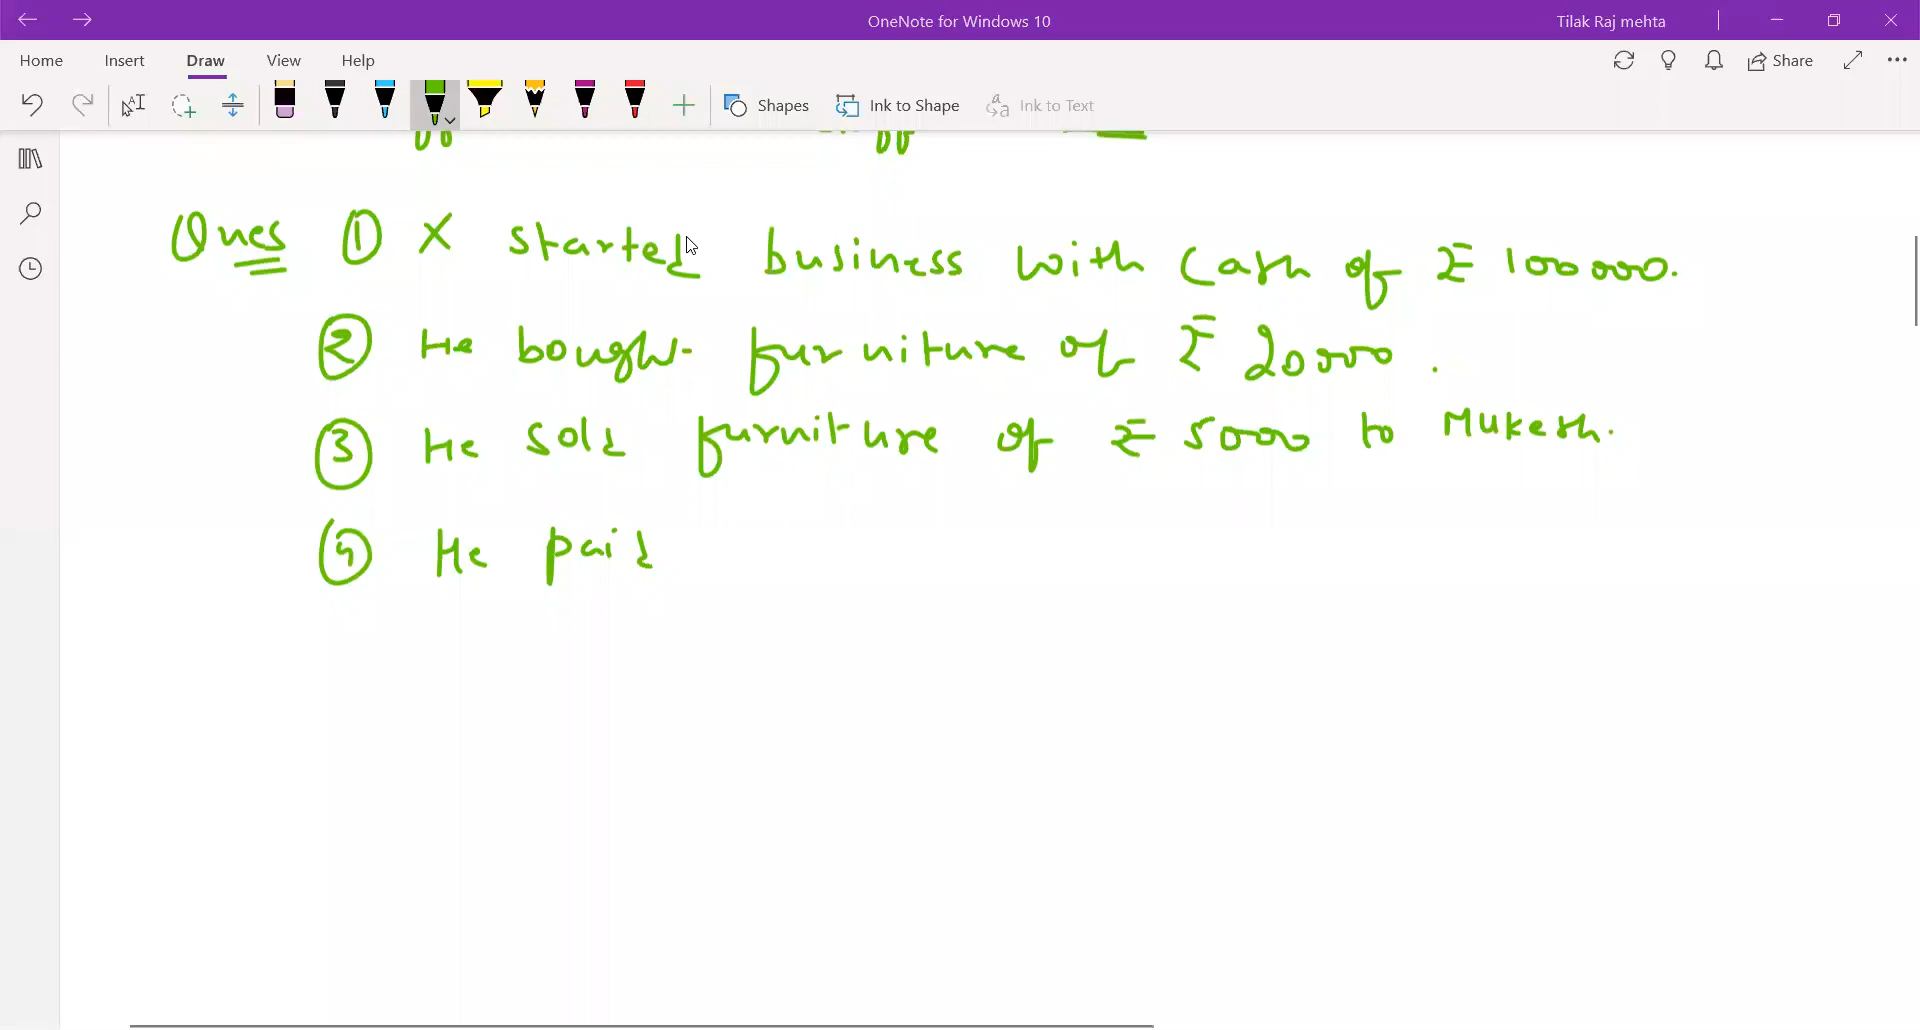 OneNote for Windows 10
Tilak Raj mehta
Home Insert Draw View Help
Share
Shapes Ink to Shape Ink to Text
Ques ① X started business with Cash of ₹ 100000.
② He bought furniture of ₹ 20000.
③ He sold furniture of ₹ 5000 to Mukesh.
④ He paid